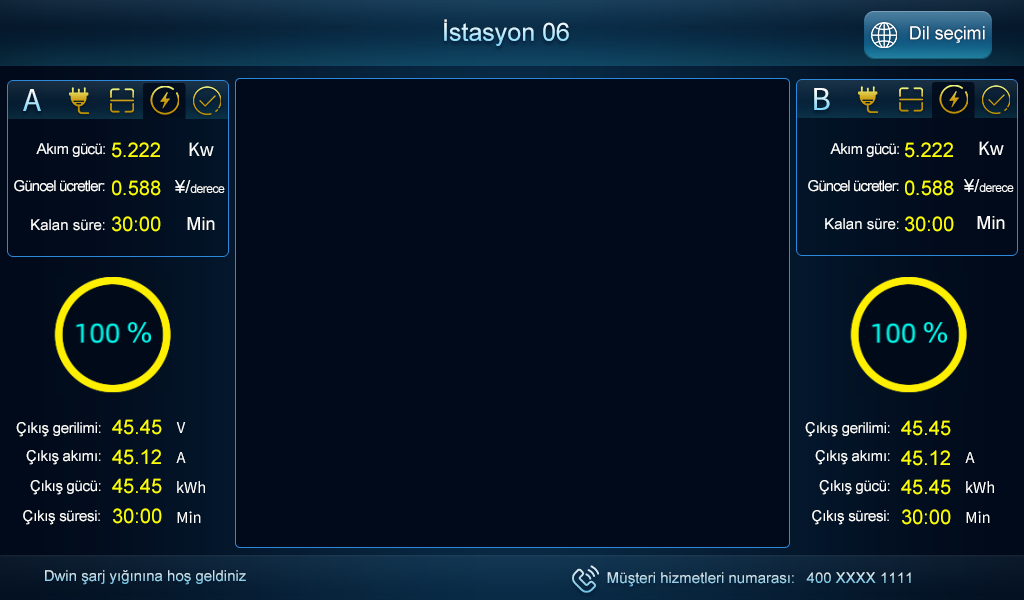 İstasyon 06
Dil seçimi
A
Akım gücü: 5.222 Kw
Güncel ücretler: 0.588 ¥/derece
Kalan süre: 30:00 Min
100 %
Çıkış gerilimi: 45.45 V
Çıkış akımı: 45.12 A
Çıkış gücü: 45.45 kWh
Çıkış süresi: 30:00 Min
B
Akım gücü: 5.222 Kw
Güncel ücretler: 0.588 ¥/derece
Kalan süre: 30:00 Min
100 %
Çıkış gerilimi: 45.45
Çıkış akımı: 45.12 A
Çıkış gücü: 45.45 kWh
Çıkış süresi: 30:00 Min
Dwin şarj yığınına hoş geldiniz
Müşteri hizmetleri numarası: 400 XXXX 1111